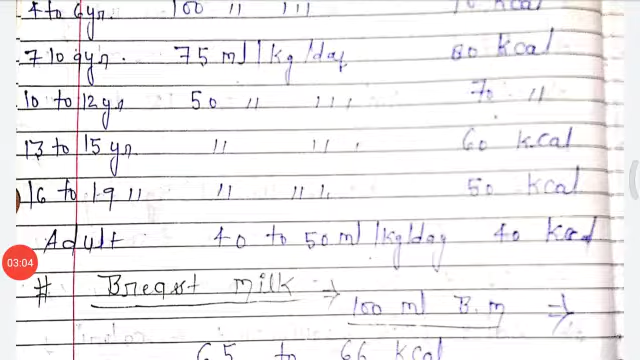 4 to 6yr. 100 " " kcal
7 to 9yr. 75 ml/kg/day 80 kcal
10 to 12yr 50 " " 70 "
13 to 15 yr. " " 60 kcal
16 to 19 " " " 50 kcal
Adult 40 to 50 ml/kg/day 40 kcal
03:04
# Breast milk ⇒ 100 ml B.M ⇒
65 to 66 kcal